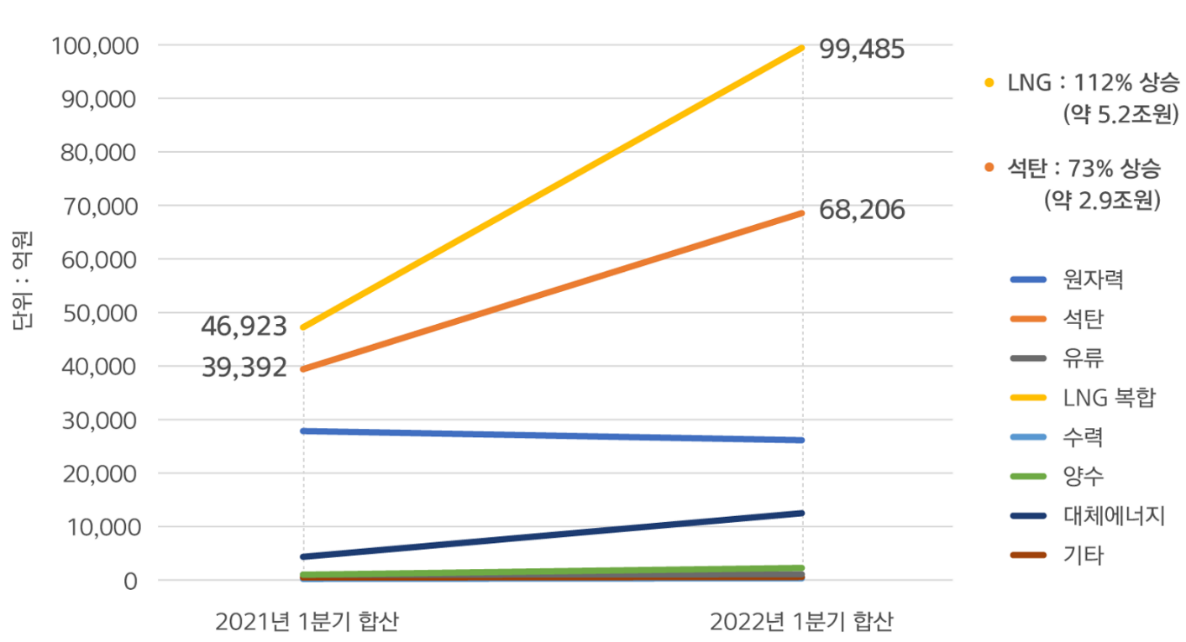 100,000
90,000
80,000
70,000
60,000
50,000
40,000
30,000
20,000
10,000
0
단위 : 억원
99,485
68,206
46,923
39,392
2021년 1분기 합산
2022년 1분기 합산
LNG : 112% 상승
(약 5.2조원)
석탄 : 73% 상승
(약 2.9조원)
원자력
석탄
유류
LNG 복합
수력
양수
대체에너지
기타